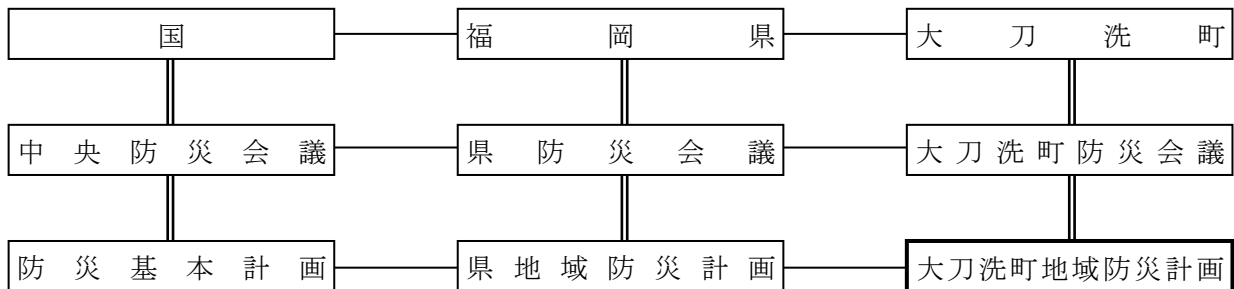 国 福岡県 大刀洗町
中央防災会議 県防災会議 大刀洗町防災会議
防災基本計画 県地域防災計画 大刀洗町地域防災計画